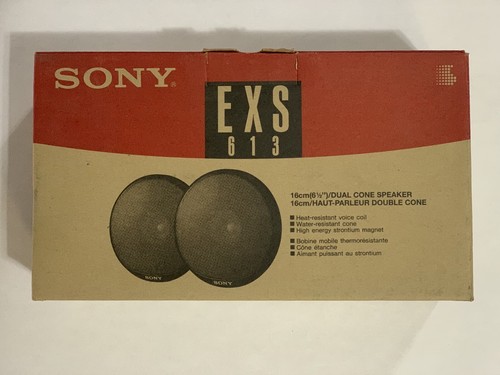 SONY®
EXS
613
16cm(6½")/DUAL CONE SPEAKER
16cm/HAUT-PARLEUR DOUBLE CONE
■ Heat-resistant voice coil
■ Water-resistant cone
■ High energy strontium magnet
■ Bobine mobile thermorésistante
■ Cône étanche
■ Aimant puissant au strontium
SONY
SONY